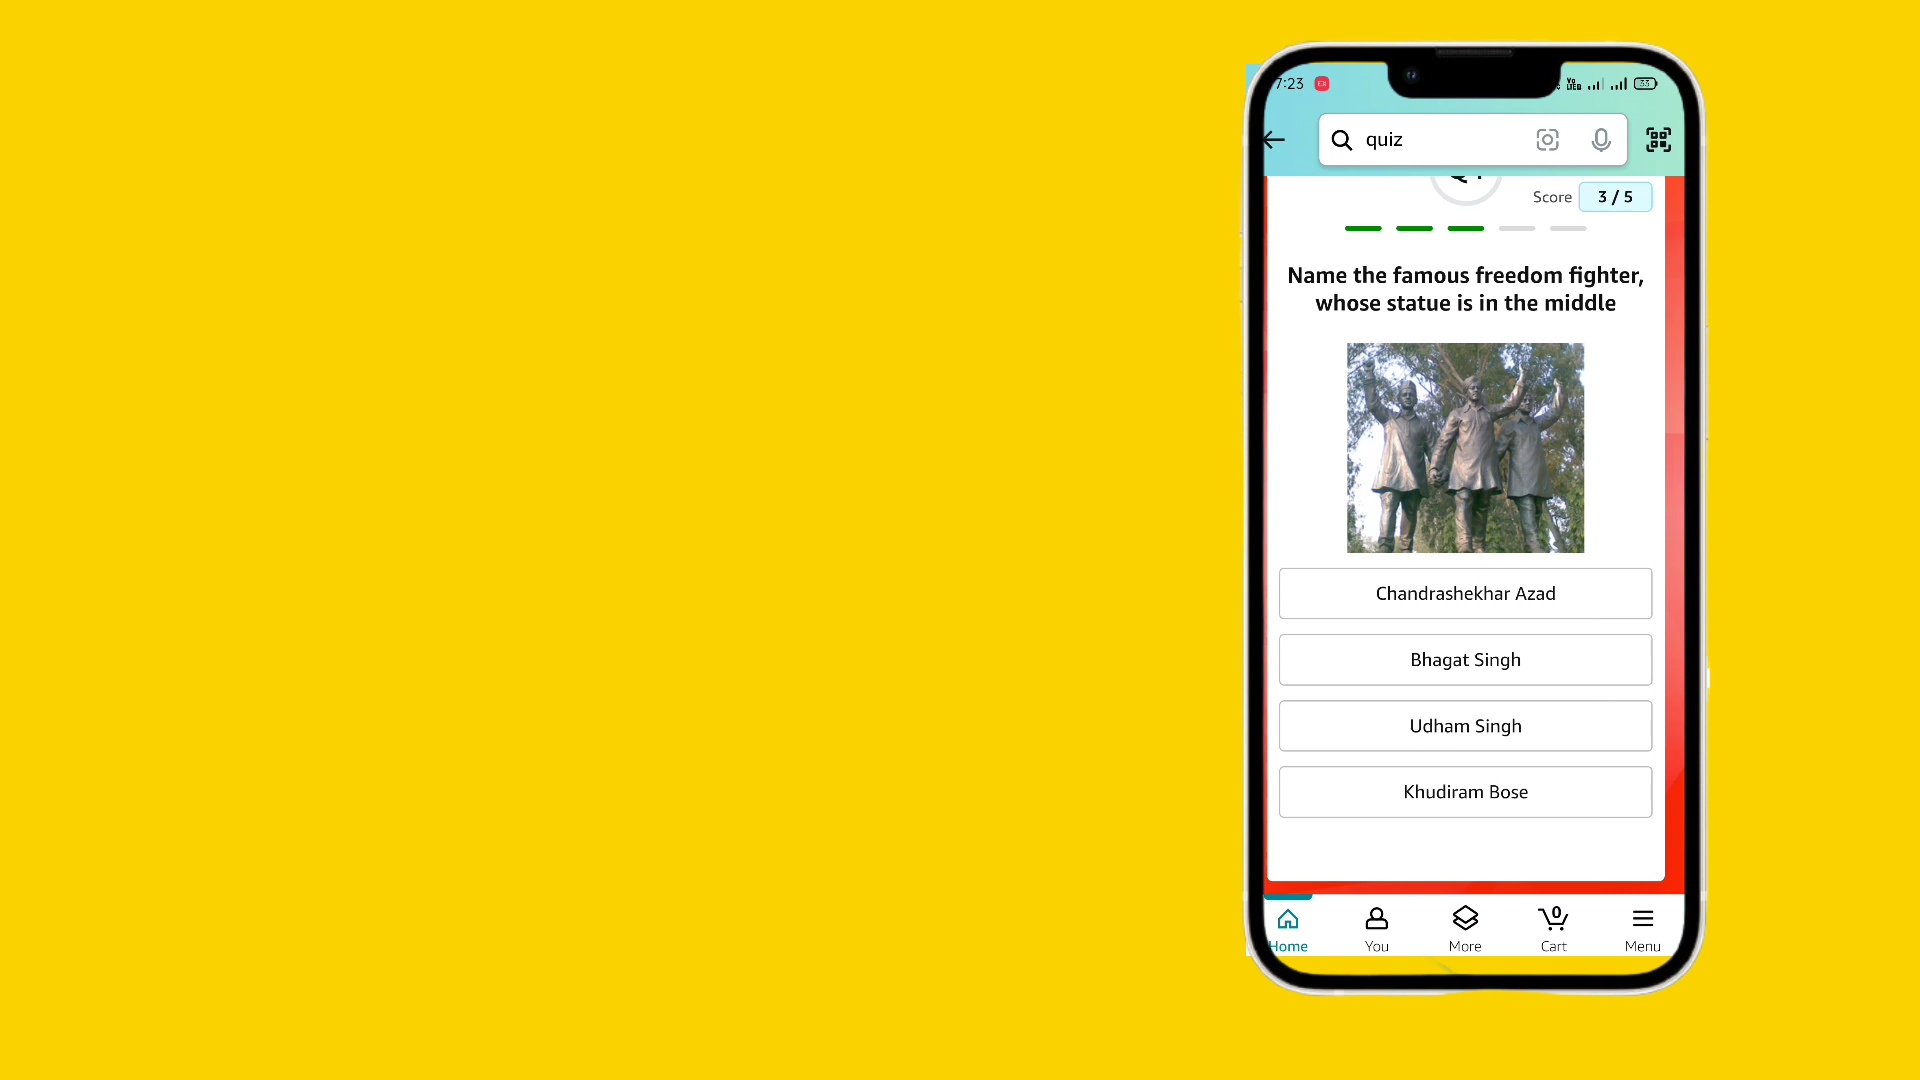 7:23
quiz
Score 3 / 5
Name the famous freedom fighter,
whose statue is in the middle
Chandrashekhar Azad
Bhagat Singh
Udham Singh
Khudiram Bose
0
Home You More Cart Menu